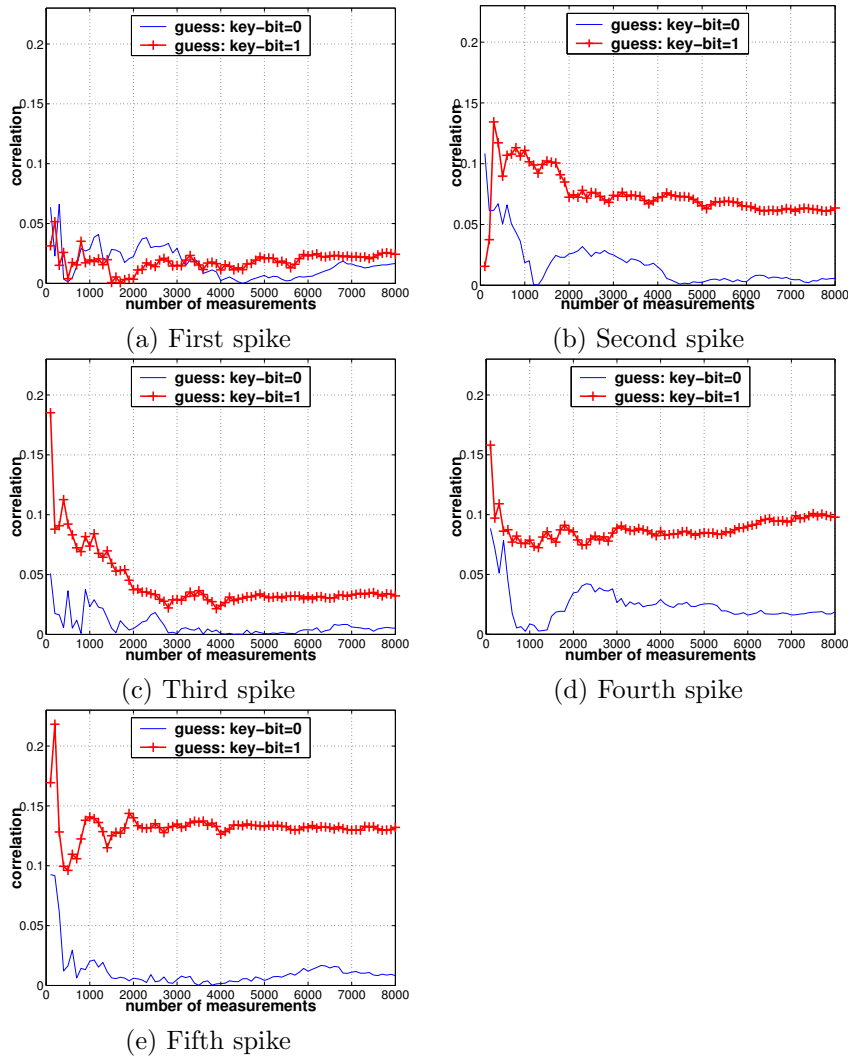 guess: key-bit=0
guess: key-bit=1
correlation
0.2
0.15
0.1
0.05
0
0 1000 2000 3000 4000 5000 6000 7000 8000
number of measurements
(a) First spike
guess: key-bit=0
guess: key-bit=1
correlation
0.2
0.15
0.1
0.05
0
0 1000 2000 3000 4000 5000 6000 7000 8000
number of measurements
(b) Second spike
guess: key-bit=0
guess: key-bit=1
correlation
0.2
0.15
0.1
0.05
0
0 1000 2000 3000 4000 5000 6000 7000 8000
number of measurements
(c) Third spike
guess: key-bit=0
guess: key-bit=1
correlation
0.2
0.15
0.1
0.05
0
0 1000 2000 3000 4000 5000 6000 7000 8000
number of measurements
(d) Fourth spike
guess: key-bit=0
guess: key-bit=1
correlation
0.2
0.15
0.1
0.05
0
0 1000 2000 3000 4000 5000 6000 7000 8000
number of measurements
(e) Fifth spike